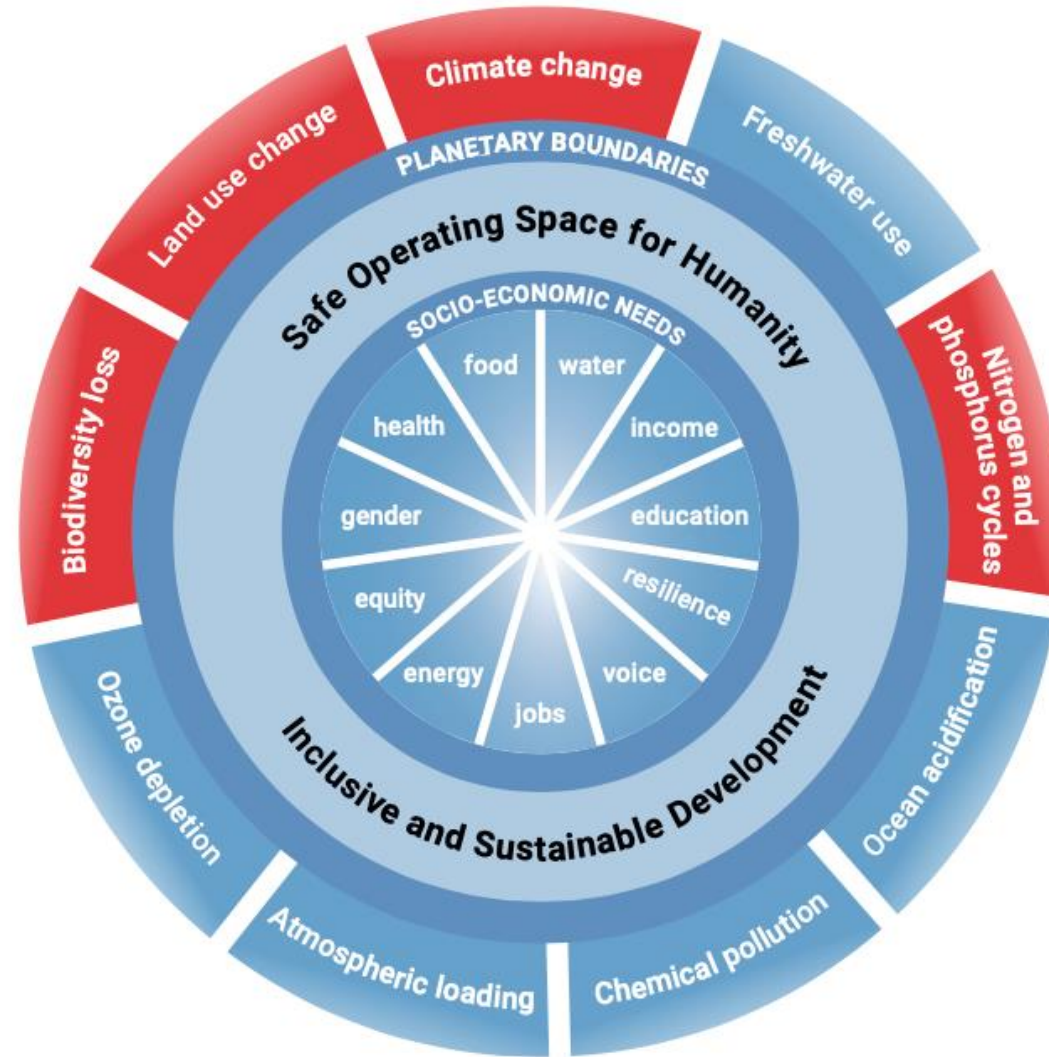 Climate change
Freshwater use
Nitrogen and
phosphorus cycles
Ocean acidification
Chemical pollution
Atmospheric loading
Ozone depletion
Biodiversity loss
Land use change
PLANETARY BOUNDARIES
Safe Operating Space for Humanity
Inclusive and Sustainable Development
SOCIO-ECONOMIC NEEDS
water
income
education
resilience
voice
jobs
energy
equity
gender
health
food